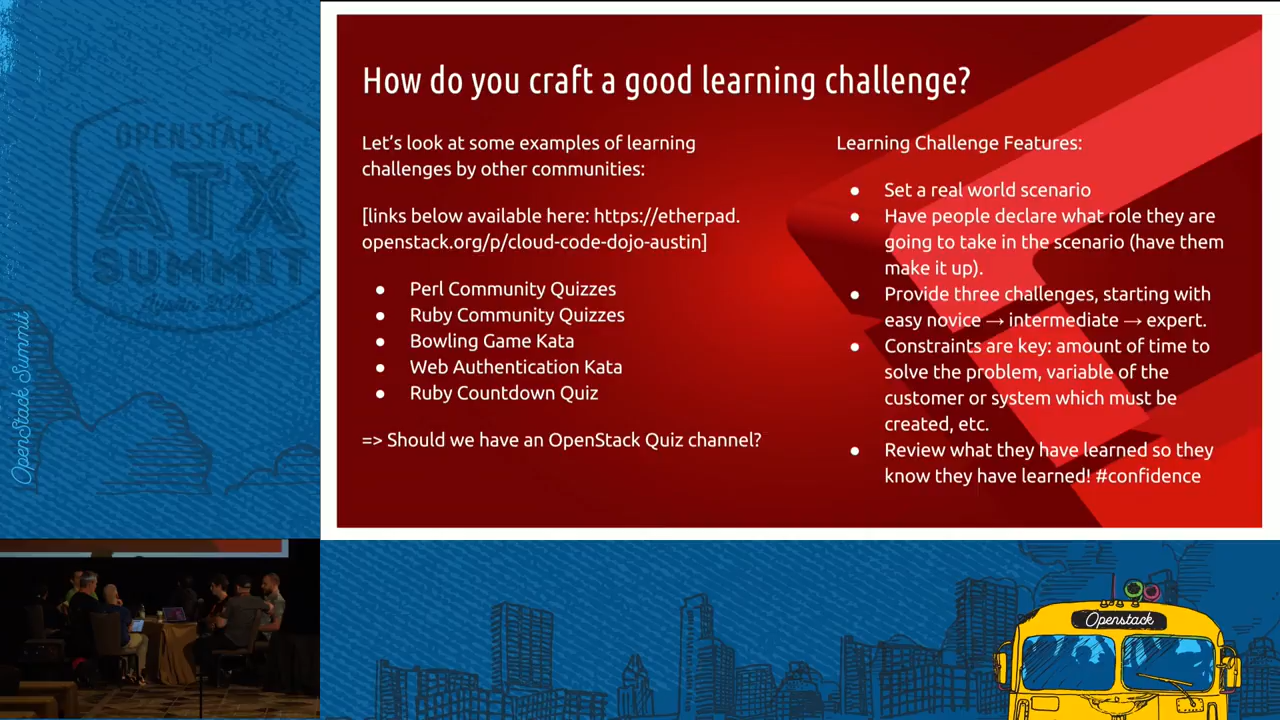 How do you craft a good learning challenge?
Let's look at some examples of learning
challenges by other communities:
[links below available here: https://etherpad.
openstack.org/p/cloud-code-dojo-austin]
● Perl Community Quizzes
● Ruby Community Quizzes
● Bowling Game Kata
● Web Authentication Kata
● Ruby Countdown Quiz
=> Should we have an OpenStack Quiz channel?
Learning Challenge Features:
● Set a real world scenario
● Have people declare what role they are
going to take in the scenario (have them
make it up).
● Provide three challenges, starting with
easy novice → intermediate → expert.
● Constraints are key: amount of time to
solve the problem, variable of the
customer or system which must be
created, etc.
● Review what they have learned so they
know they have learned! #confidence
OPENSTACK
ATX
SUMMIT
OpenStack Summit
Openstack